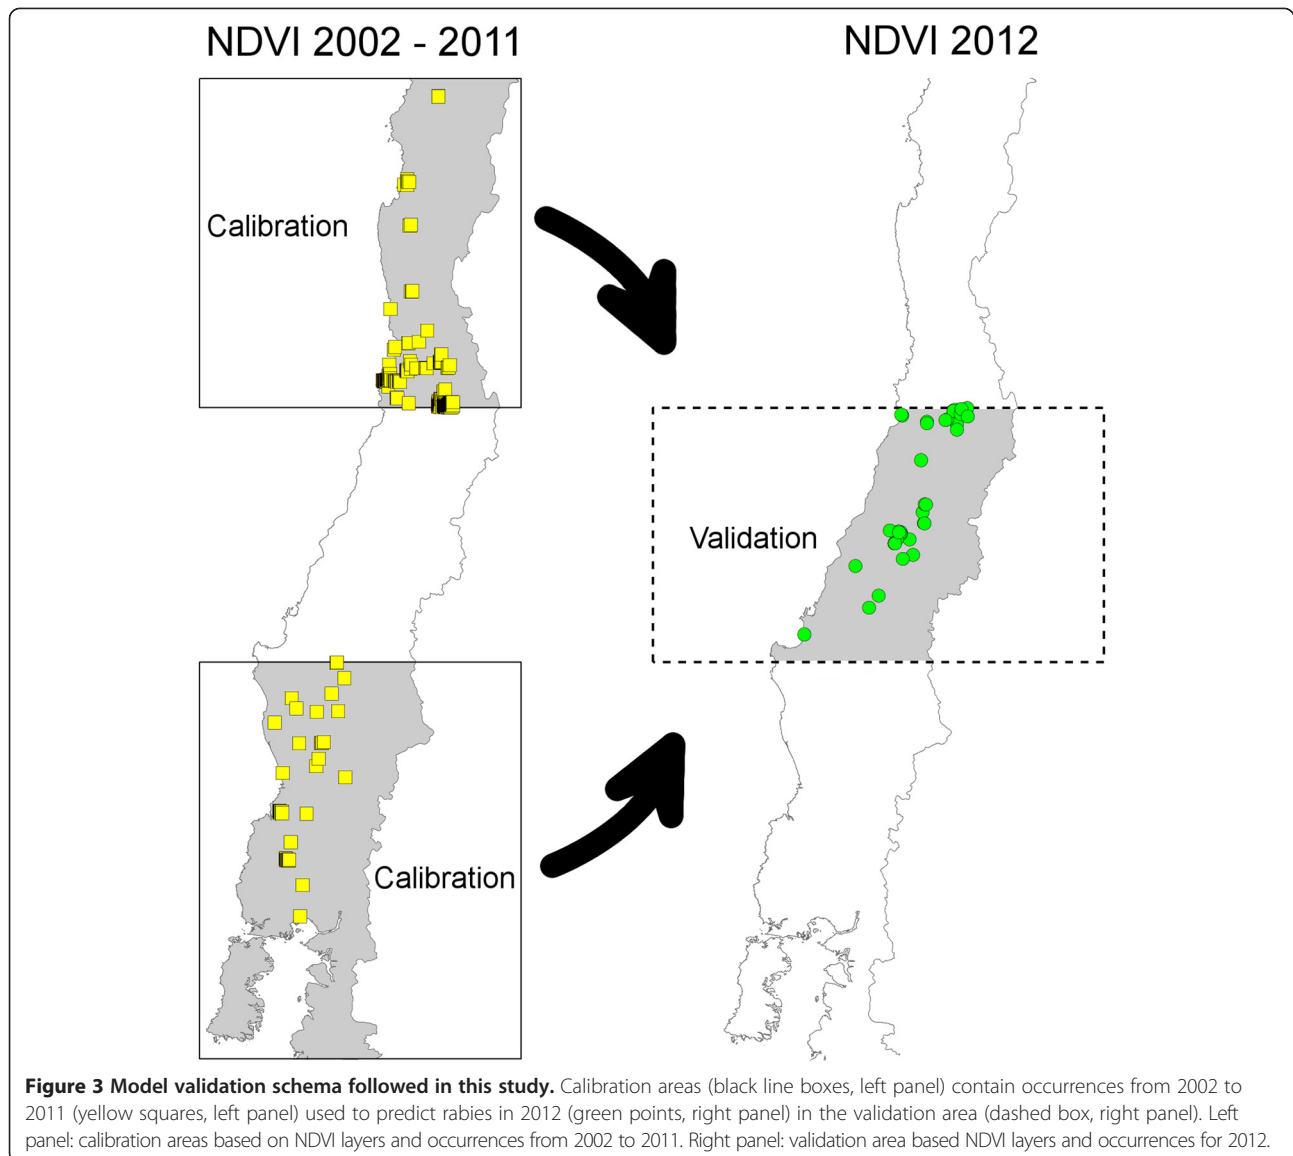 NDVI 2002 - 2011
NDVI 2012
Calibration
Validation
Calibration
Figure 3 Model validation schema followed in this study. Calibration areas (black line boxes, left panel) contain occurrences from 2002 to
2011 (yellow squares, left panel) used to predict rabies in 2012 (green points, right panel) in the validation area (dashed box, right panel). Left
panel: calibration areas based on NDVI layers and occurrences from 2002 to 2011. Right panel: validation area based NDVI layers and occurrences for 2012.